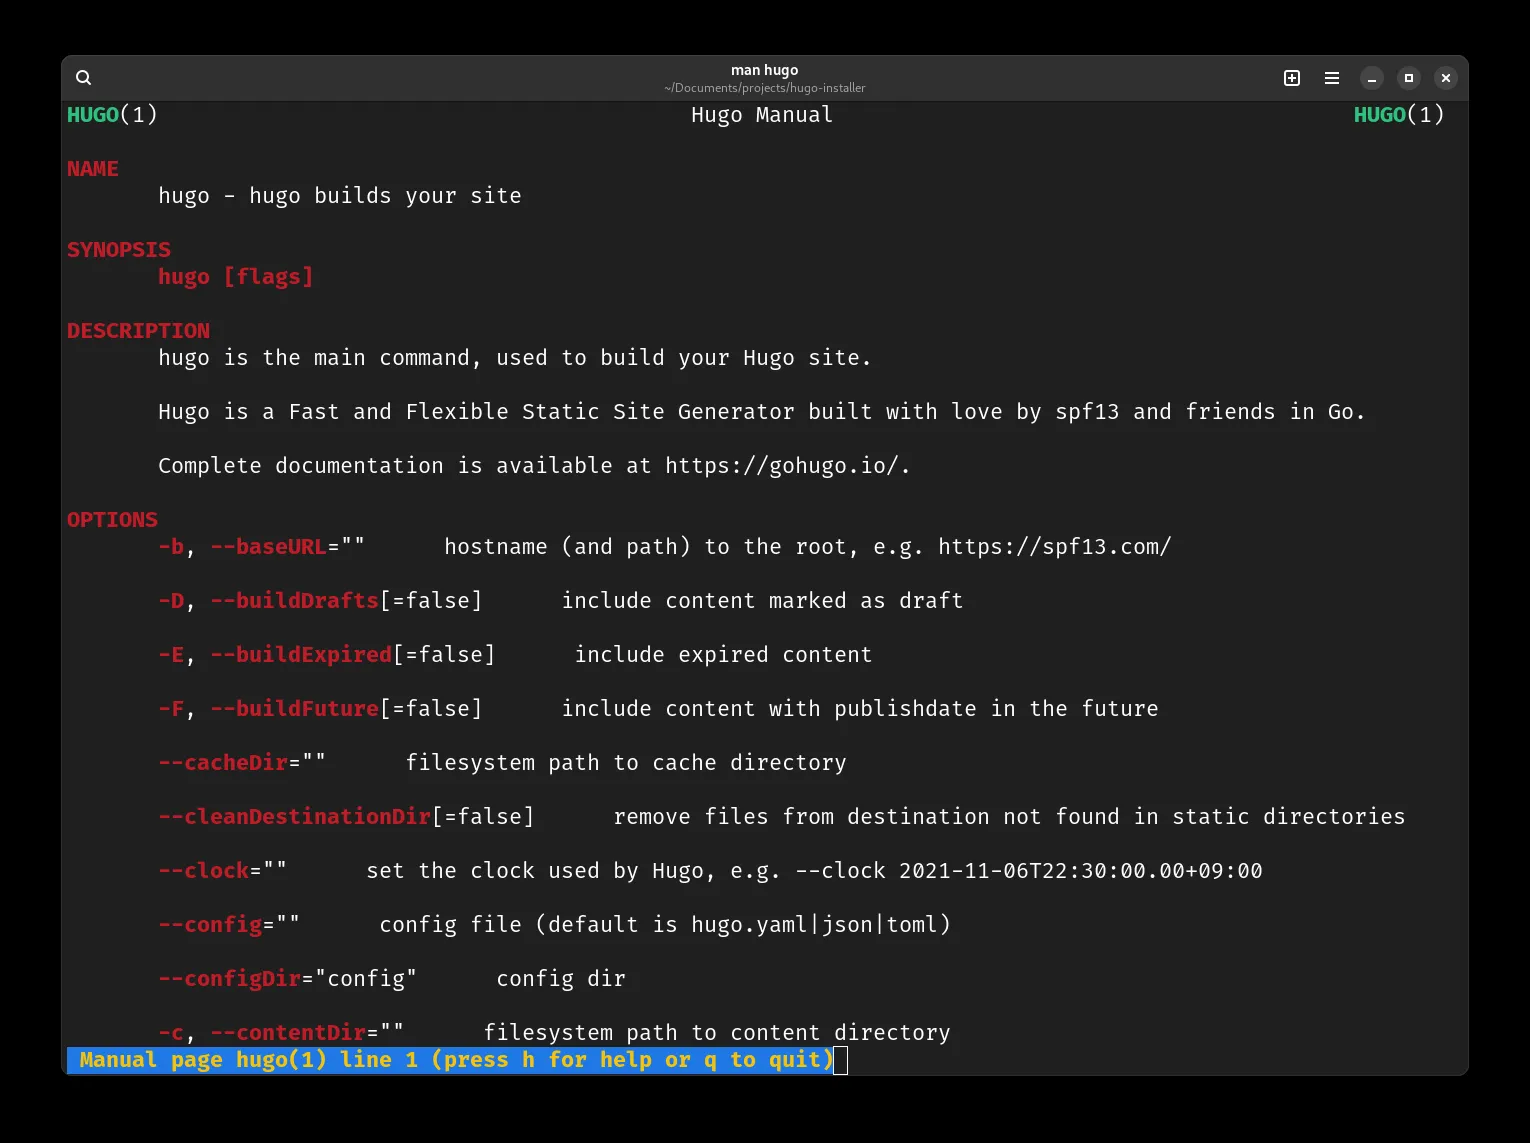 man hugo
~/Documents/projects/hugo-installer
HUGO(1) Hugo Manual HUGO(1)
NAME
hugo - hugo builds your site
SYNOPSIS
hugo [flags]
DESCRIPTION
hugo is the main command, used to build your Hugo site.
Hugo is a Fast and Flexible Static Site Generator built with love by spf13 and friends in Go.
Complete documentation is available at https://gohugo.io/.
OPTIONS
-b, --baseURL="" hostname (and path) to the root, e.g. https://spf13.com/
-D, --buildDrafts[=false] include content marked as draft
-E, --buildExpired[=false] include expired content
-F, --buildFuture[=false] include content with publishdate in the future
--cacheDir="" filesystem path to cache directory
--cleanDestinationDir[=false] remove files from destination not found in static directories
--clock="" set the clock used by Hugo, e.g. --clock 2021-11-06T22:30:00.00+09:00
--config="" config file (default is hugo.yaml|json|toml)
--configDir="config" config dir
-c, --contentDir="" filesystem path to content directory
Manual page hugo(1) line 1 (press h for help or q to quit)